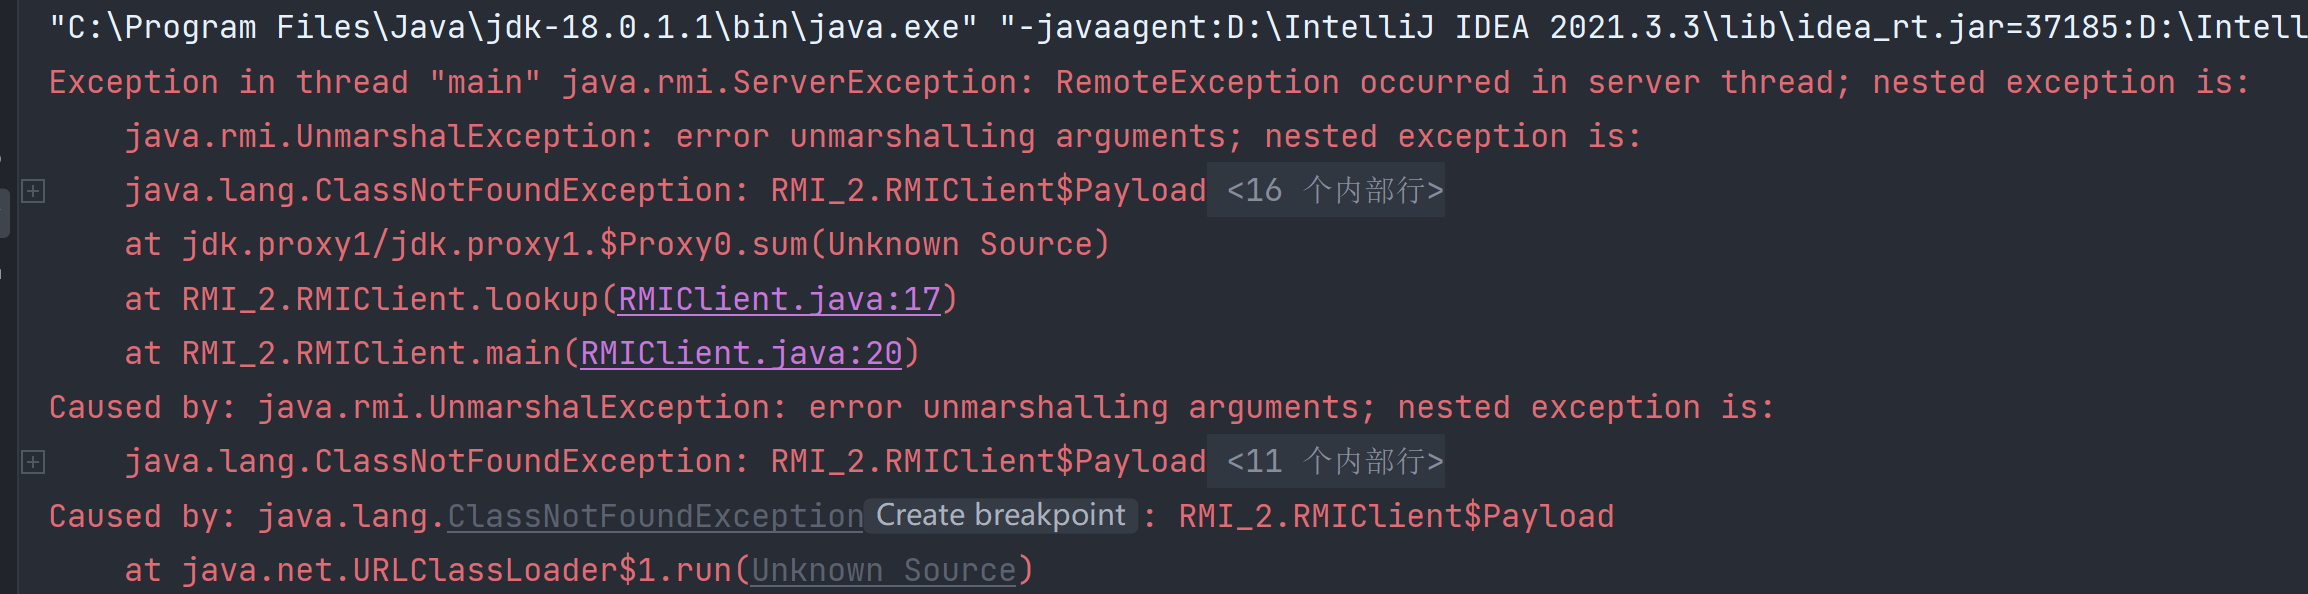 "C:\Program Files\Java\jdk-18.0.1.1\bin\java.exe" "-javaagent:D:\IntelliJ IDEA 2021.3.3\lib\idea_rt.jar=37185:D:\Intell
Exception in thread "main" java.rmi.ServerException: RemoteException occurred in server thread; nested exception is:
java.rmi.UnmarshalException: error unmarshalling arguments; nested exception is:
java.lang.ClassNotFoundException: RMI_2.RMIClient$Payload <16 个内部行>
at jdk.proxy1/jdk.proxy1.$Proxy0.sum(Unknown Source)
at RMI_2.RMIClient.lookup(RMIClient.java:17)
at RMI_2.RMIClient.main(RMIClient.java:20)
Caused by: java.rmi.UnmarshalException: error unmarshalling arguments; nested exception is:
java.lang.ClassNotFoundException: RMI_2.RMIClient$Payload <11 个内部行>
Caused by: java.lang.ClassNotFoundException Create breakpoint : RMI_2.RMIClient$Payload
at java.net.URLClassLoader$1.run(Unknown Source)